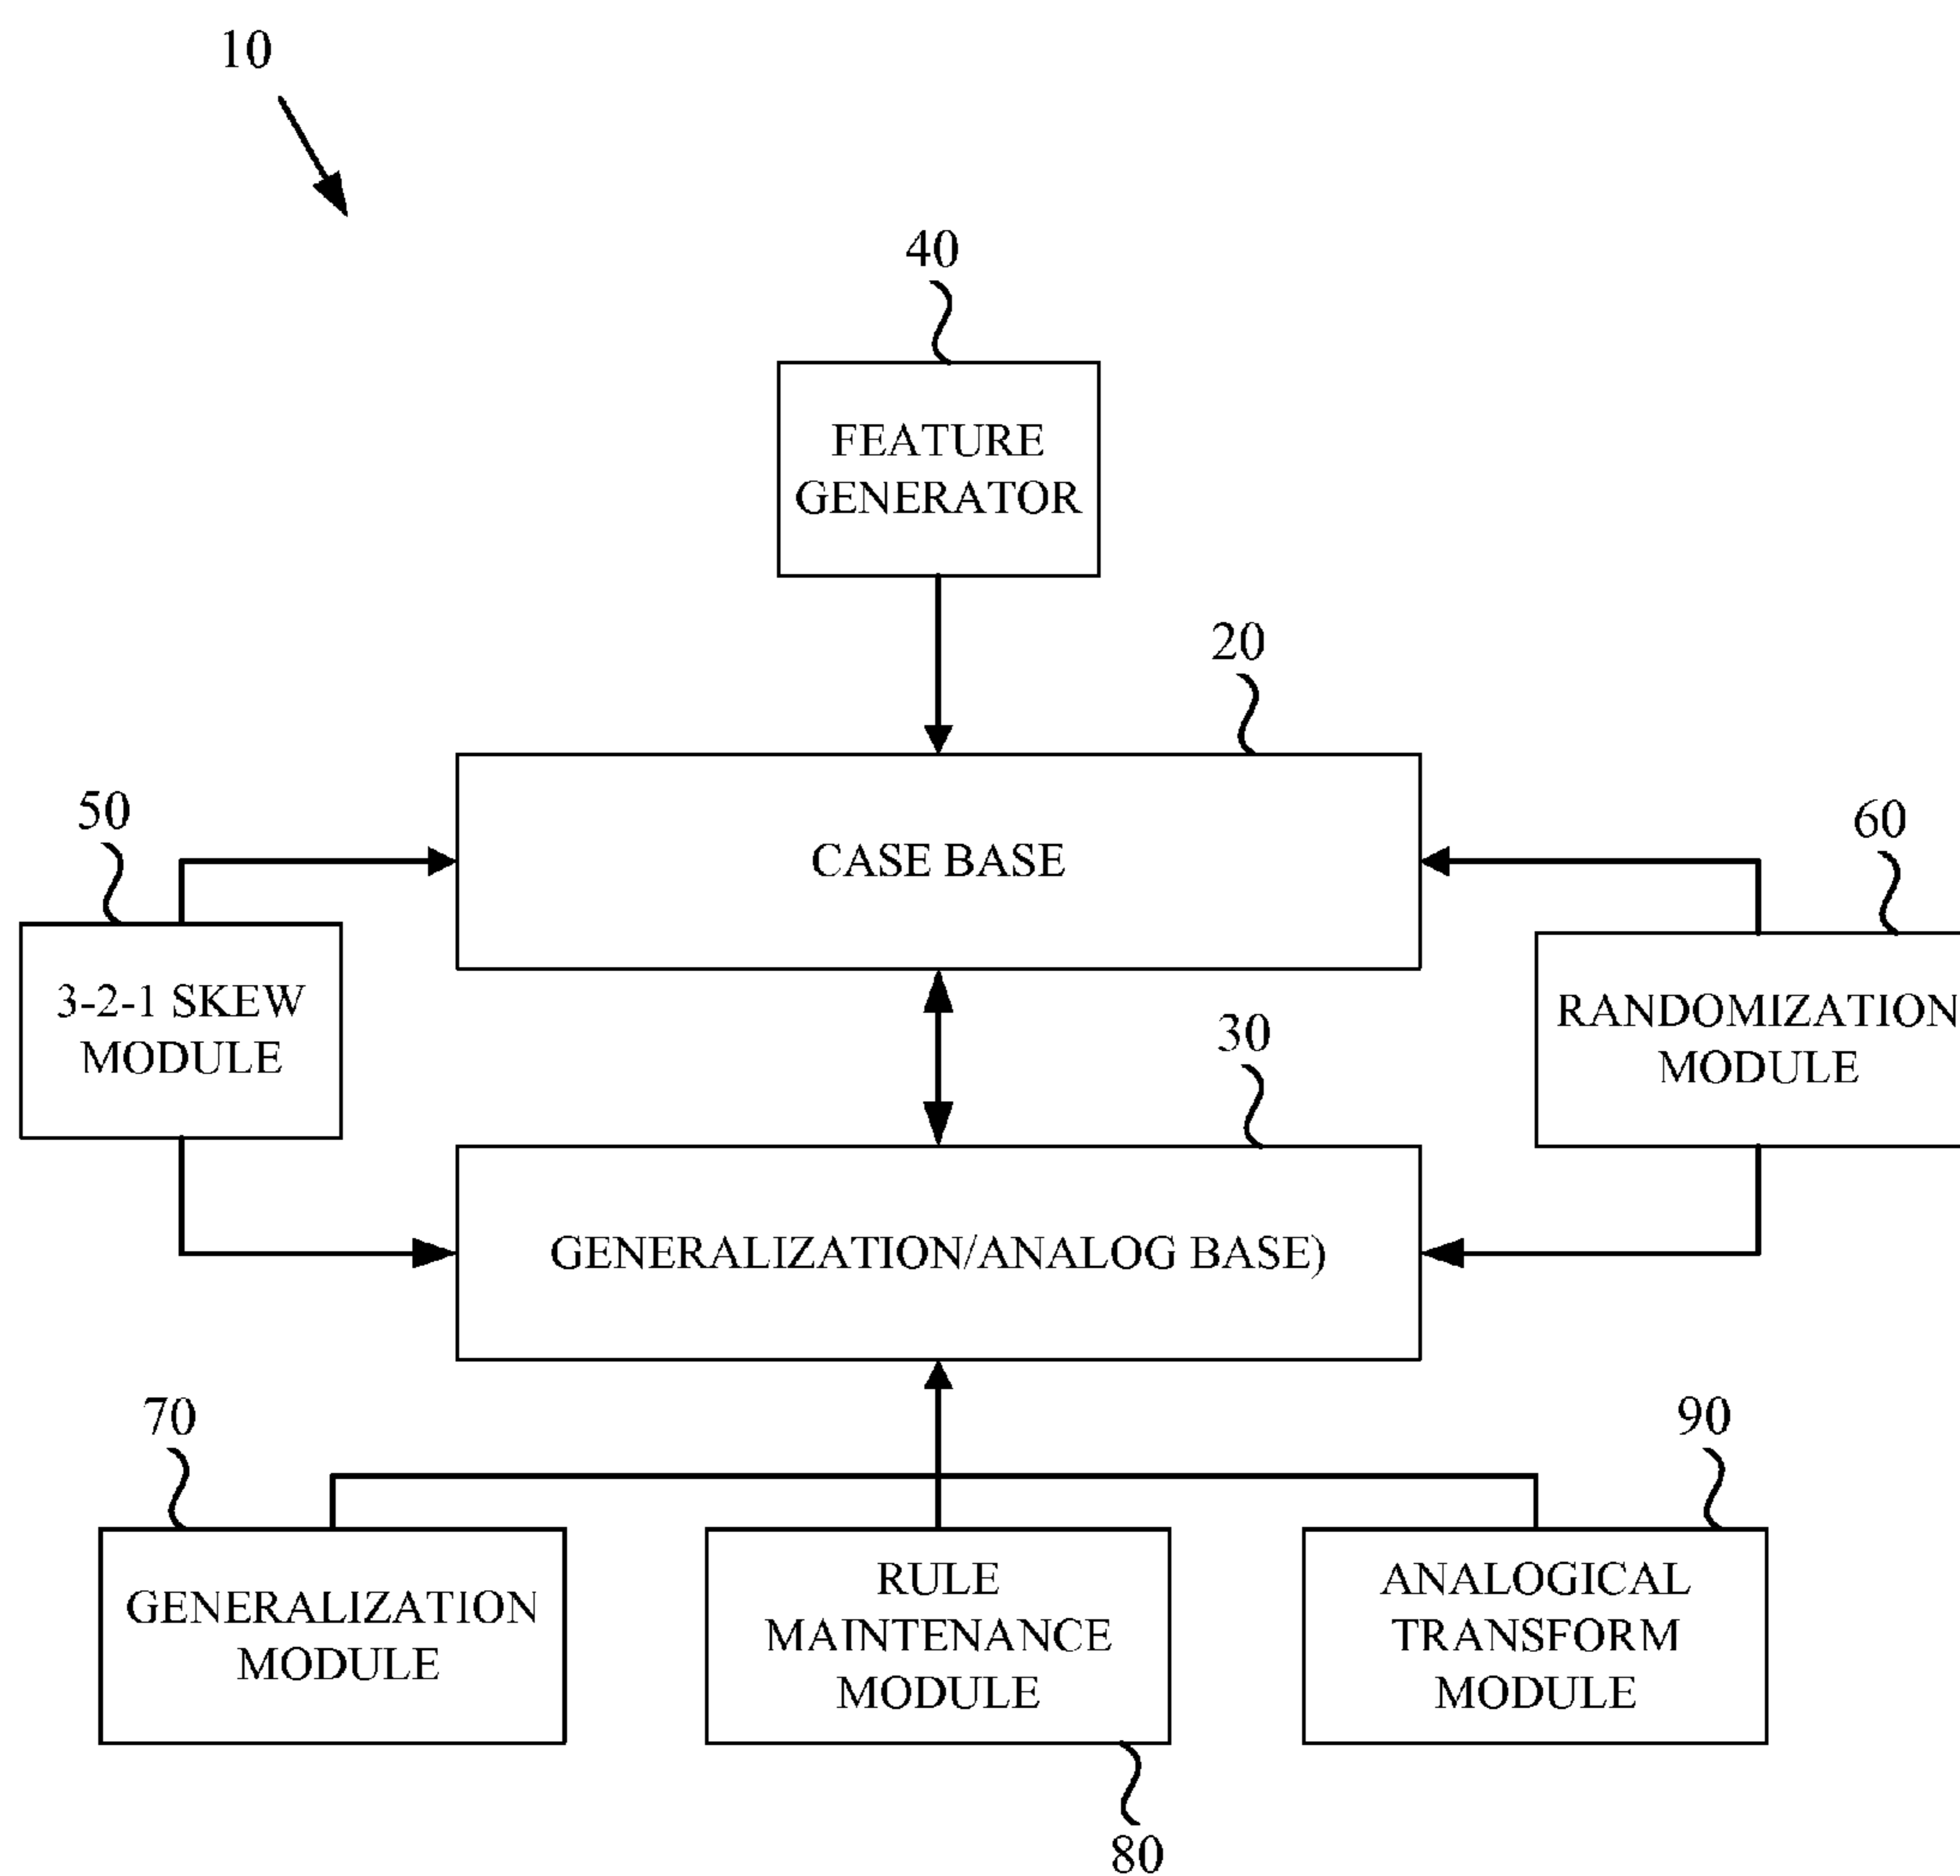 10
40
FEATURE
GENERATOR
20
CASE BASE
50
3-2-1 SKEW
MODULE
60
RANDOMIZATION
MODULE
30
GENERALIZATION/ANALOG BASE)
70
GENERALIZATION
MODULE
RULE
MAINTENANCE
MODULE
80
90
ANALOGICAL
TRANSFORM
MODULE